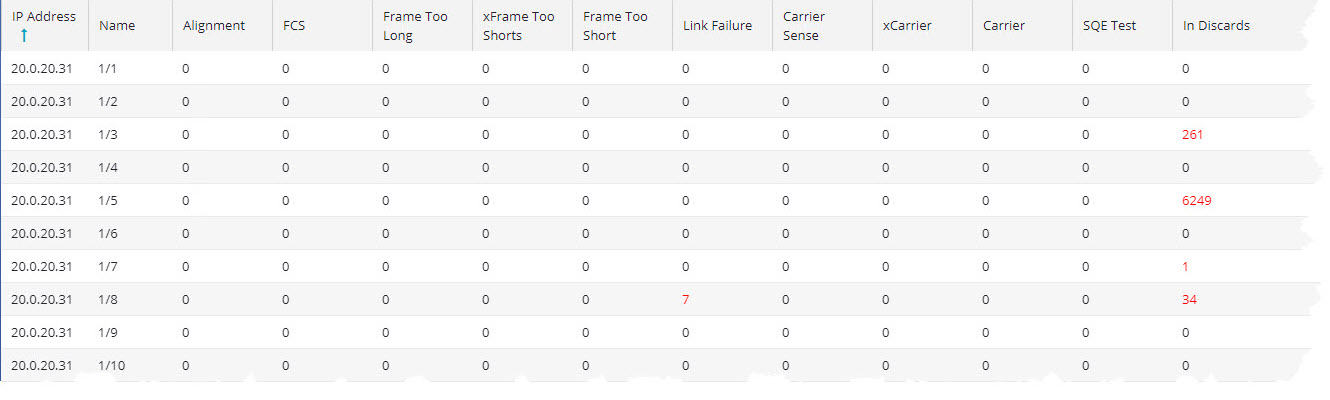 IP Address Name Alignment FCS Frame Too Long xFrame Too Shorts Frame Too Short Link Failure Carrier Sense xCarrier Carrier SQE Test In Discards
20.0.20.31 1/1 0 0 0 0 0 0 0 0 0 0 0
20.0.20.31 1/2 0 0 0 0 0 0 0 0 0 0 0
20.0.20.31 1/3 0 0 0 0 0 0 0 0 0 0 261
20.0.20.31 1/4 0 0 0 0 0 0 0 0 0 0 0
20.0.20.31 1/5 0 0 0 0 0 0 0 0 0 0 6249
20.0.20.31 1/6 0 0 0 0 0 0 0 0 0 0 0
20.0.20.31 1/7 0 0 0 0 0 0 0 0 0 0 1
20.0.20.31 1/8 0 0 0 0 0 7 0 0 0 0 34
20.0.20.31 1/9 0 0 0 0 0 0 0 0 0 0 0
20.0.20.31 1/10 0 0 0 0 0 0 0 0 0 0 0